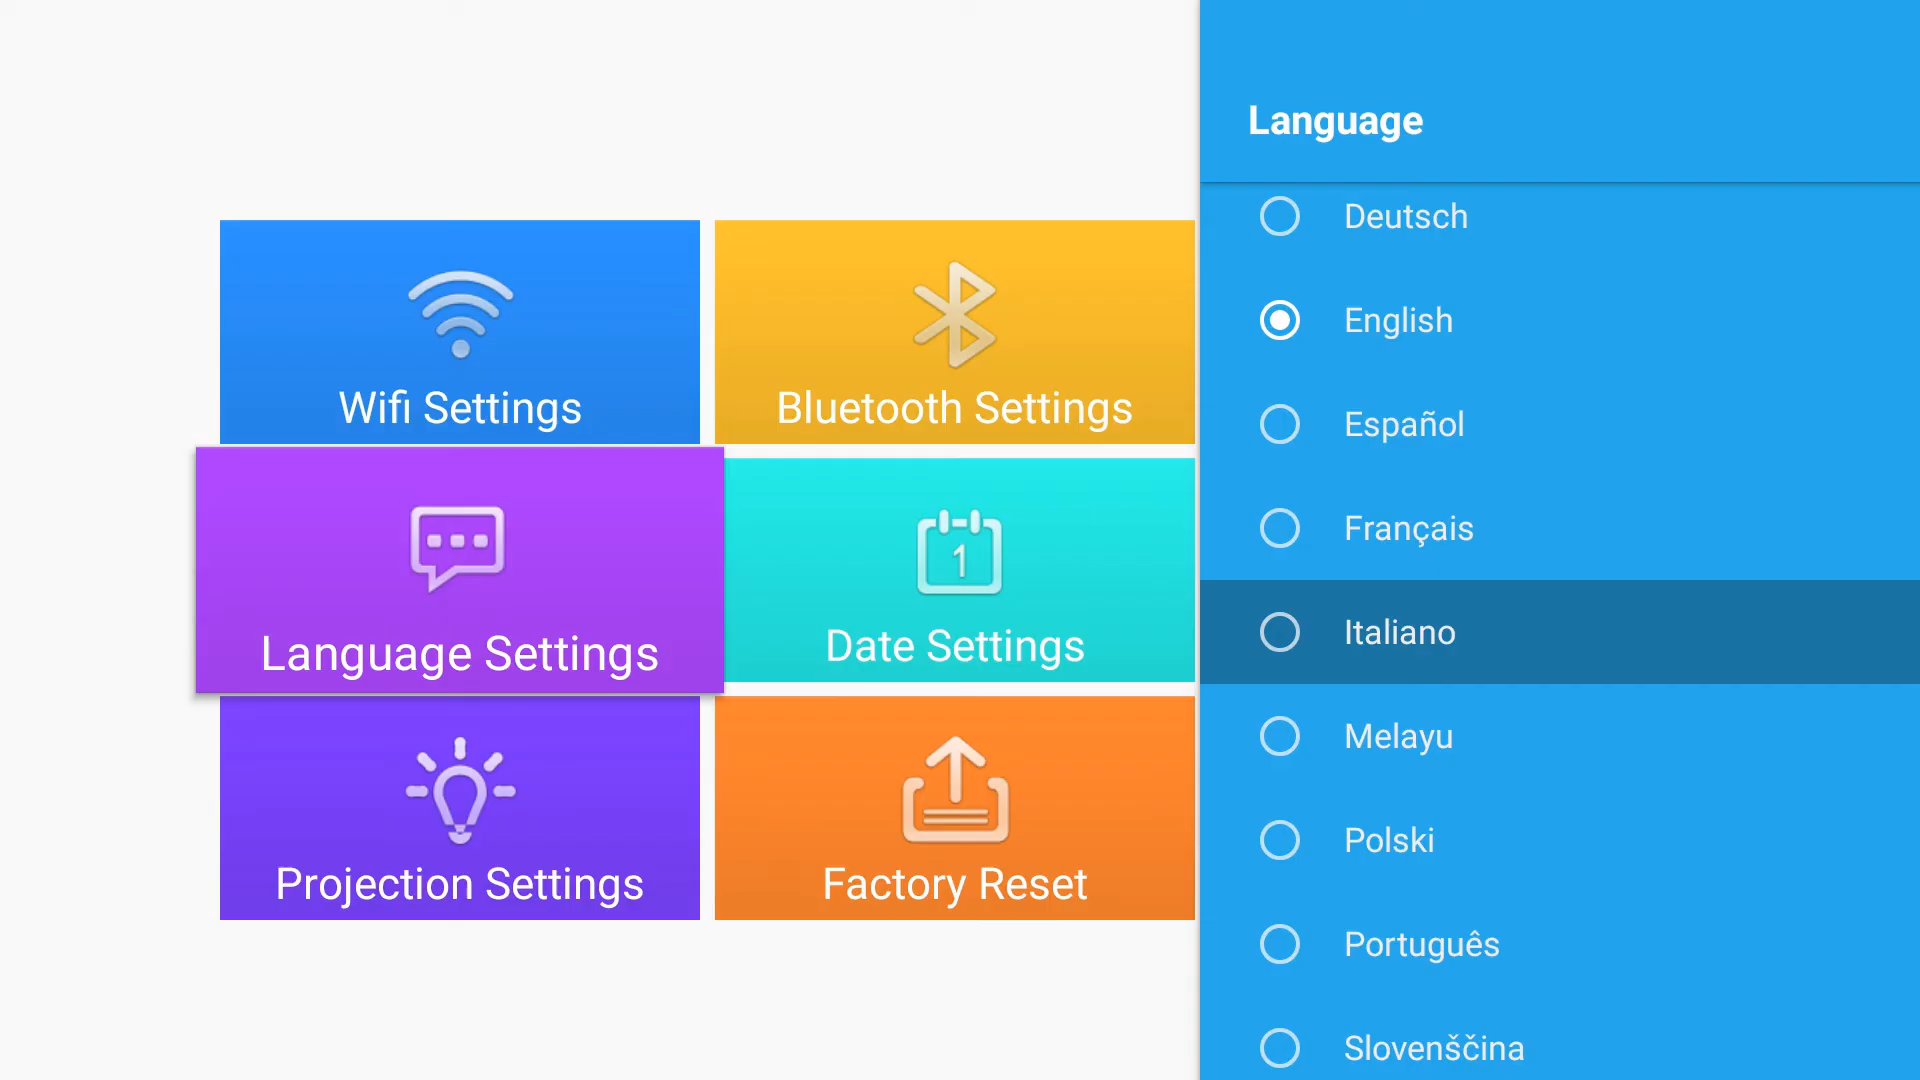 Wifi Settings
Bluetooth Settings
Language Settings
1
Date Settings
Projection Settings
Factory Reset
Language
Deutsch
English
Español
Français
Italiano
Melayu
Polski
Português
Slovenščina